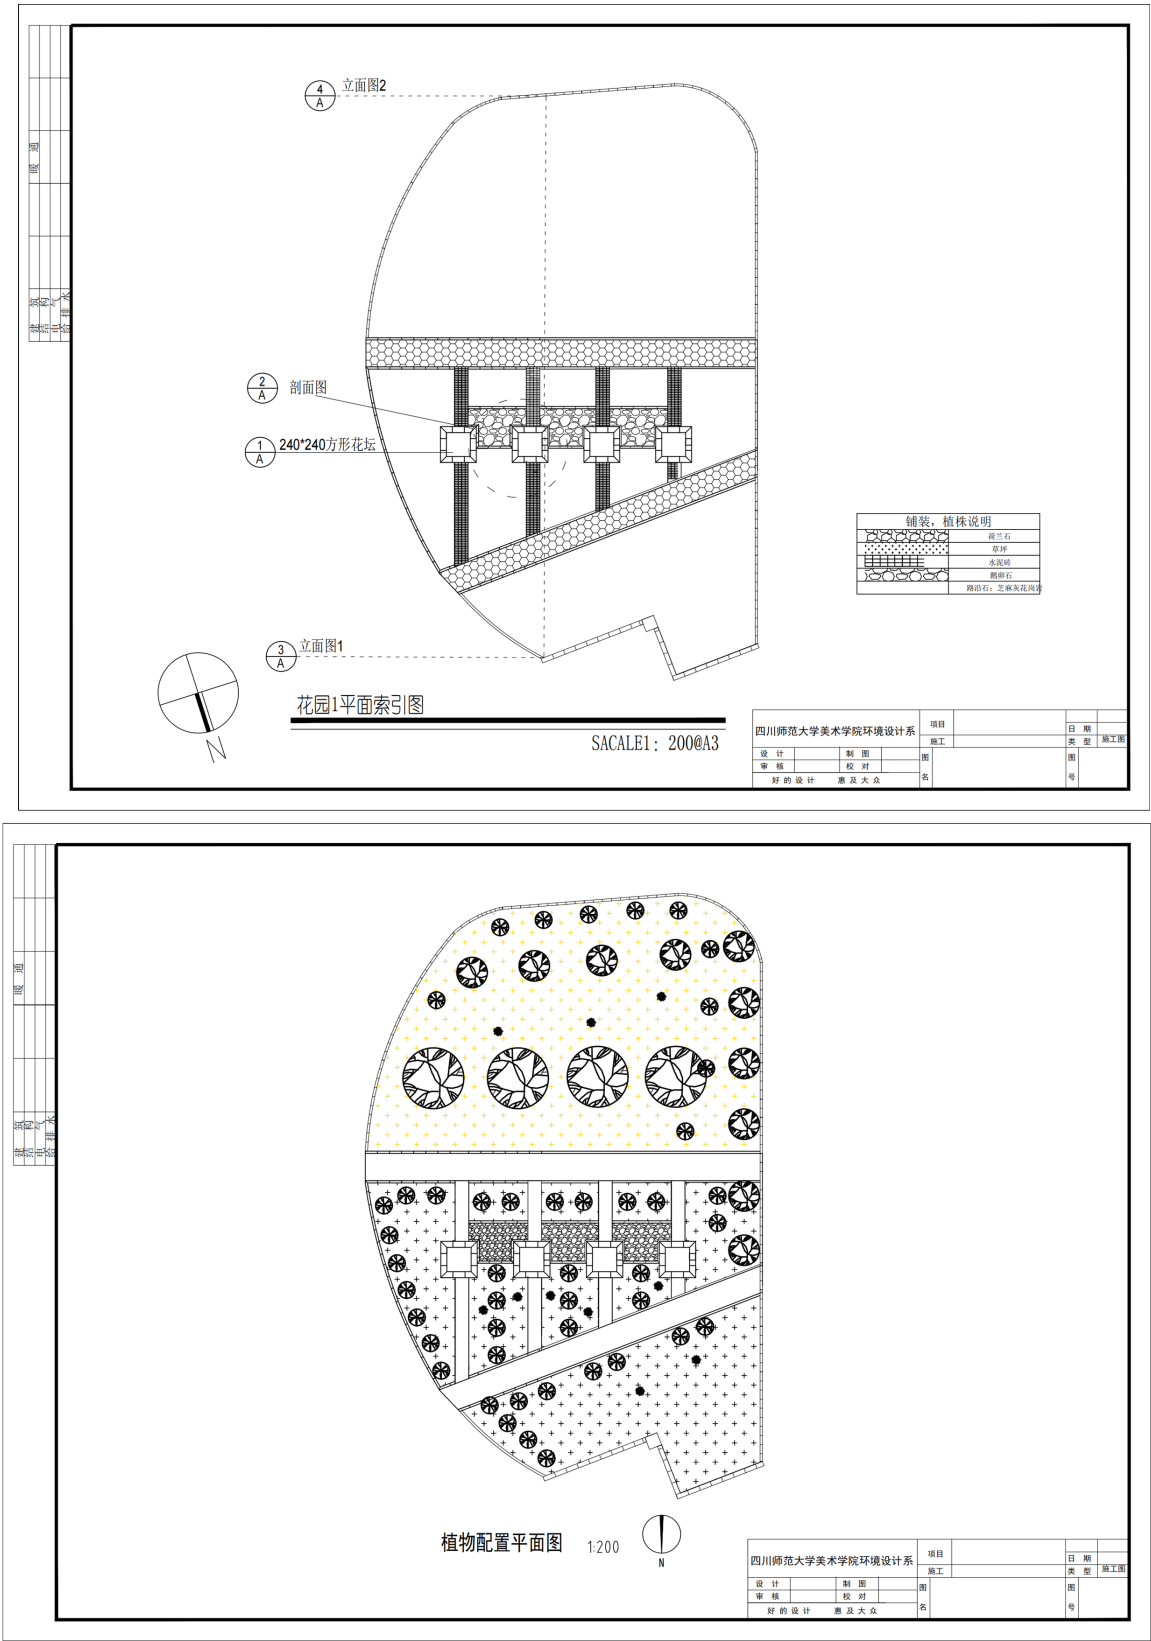 4
A
立面图2
暖 通
建 筑
结 构
电 气
给 排 水
2
A
剖面图
1
A
240*240方形花坛
铺装，植株说明
荷兰石
草坪
水泥砖
鹅卵石
路沿石：芝麻灰花岗岩
3
A
立面图1
N
花园1平面索引图
SACALE1：200@A3
四川师范大学美术学院环境设计系
项目
施工
日 期
类 型
施工图
设 计
制 图
审 核
校 对
图 名
图 号
好 的 设 计 惠 及 大 众
暖 通
建 筑
结 构
电 气
给 排 水
植物配置平面图 1:200
N
四川师范大学美术学院环境设计系
项目
施工
日 期
类 型
施工图
设 计
制 图
审 核
校 对
图 名
图 号
好 的 设 计 惠 及 大 众